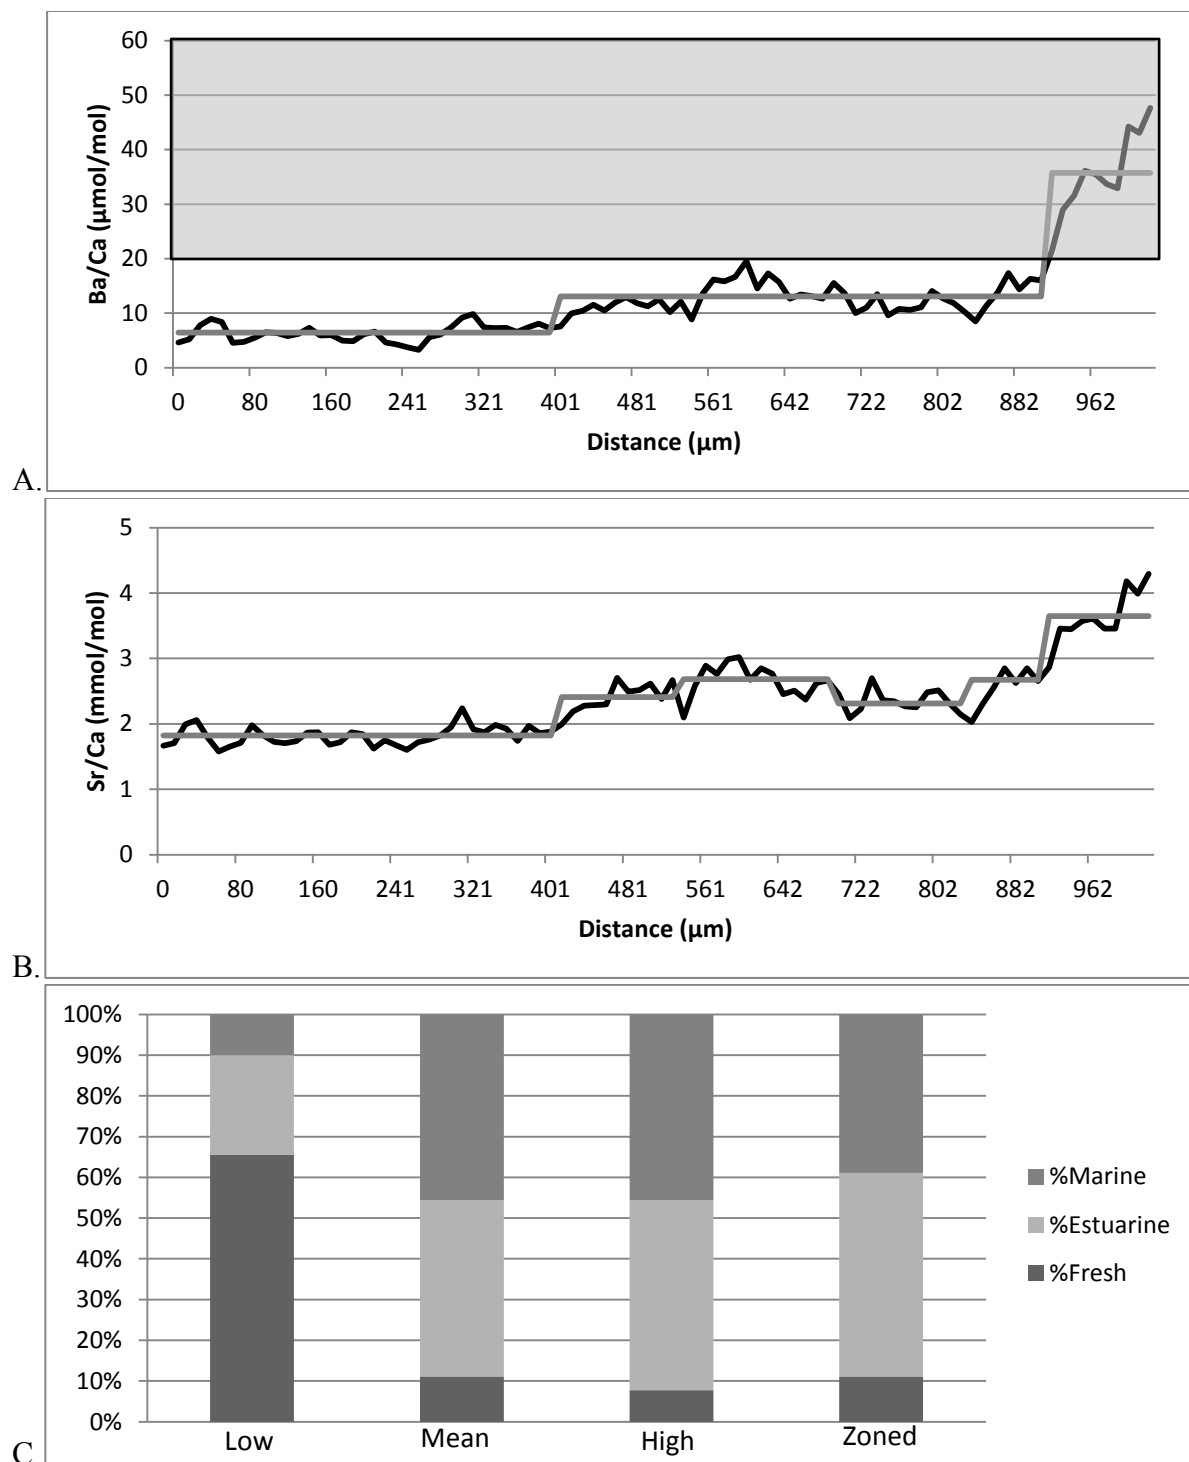 60
50
40
30
20
10
0
Ba/Ca (µmol/mol)
0 80 160 241 321 401 481 561 642 722 802 882 962
Distance (µm)
A.
5
4
3
2
1
0
Sr/Ca (mmol/mol)
0 80 160 241 321 401 481 561 642 722 802 882 962
Distance (µm)
B.
100%
90%
80%
70%
60%
50%
40%
30%
20%
10%
0%
Low Mean High Zoned
%Marine
%Estuarine
%Fresh
C